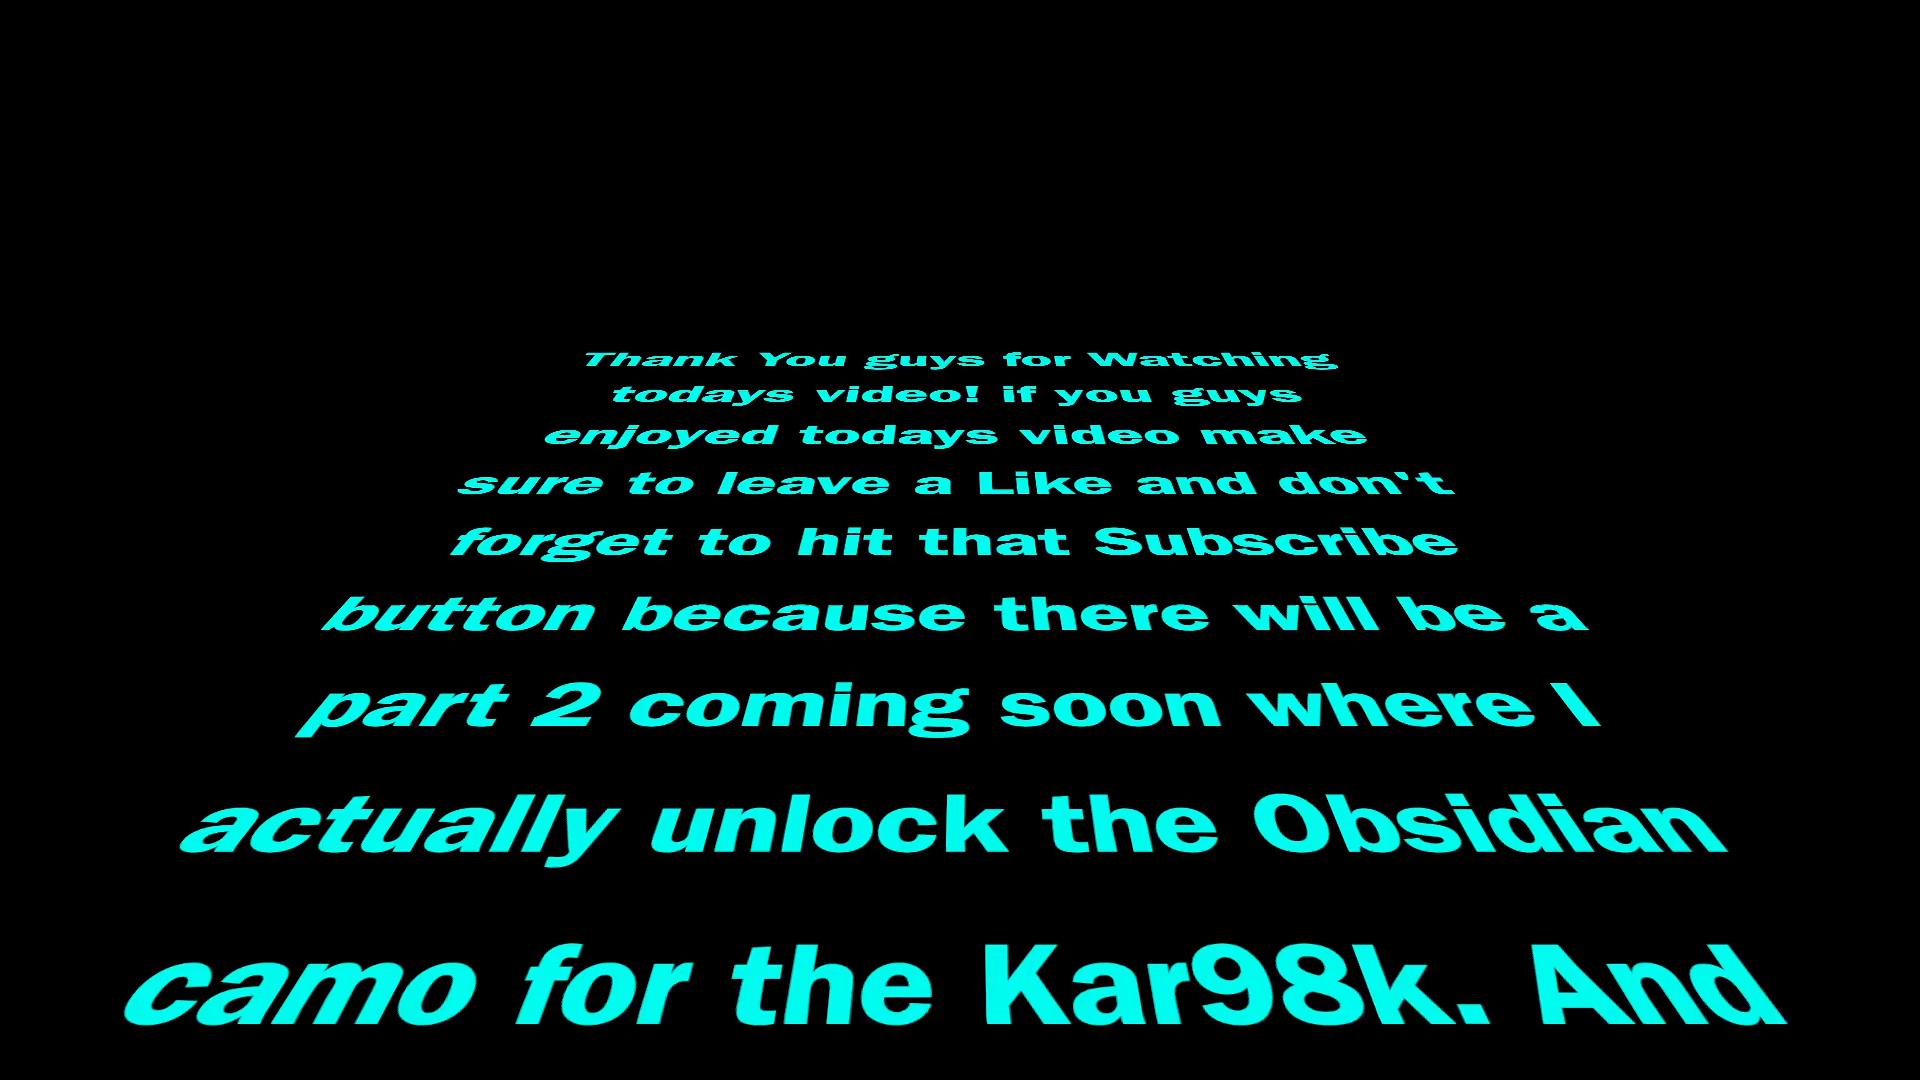 Thank You guys for Watching
todays video! if you guys
enjoyed todays video make
sure to leave a Like and don't
forget to hit that Subscribe
button because there will be a
part 2 coming soon where I
actually unlock the Obsidian
camo for the Kar98k. And